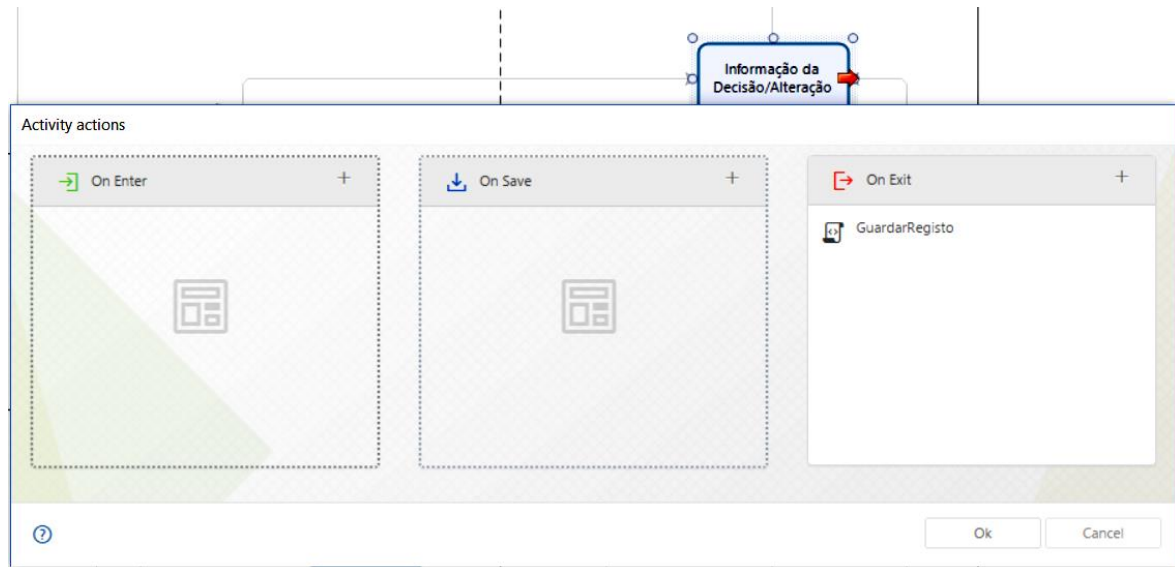 Informação da
Decisão/Alteração
Activity actions
On Enter
On Save
On Exit
GuardarRegisto
Ok
Cancel